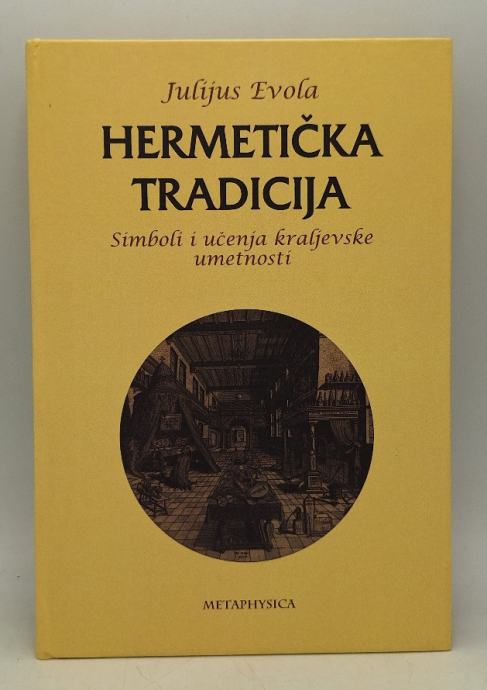 Julijus Evola
HERMETIČKA
TRADICIJA
Simboli i učenja kraljevske
umetnosti
METAPHYSICA